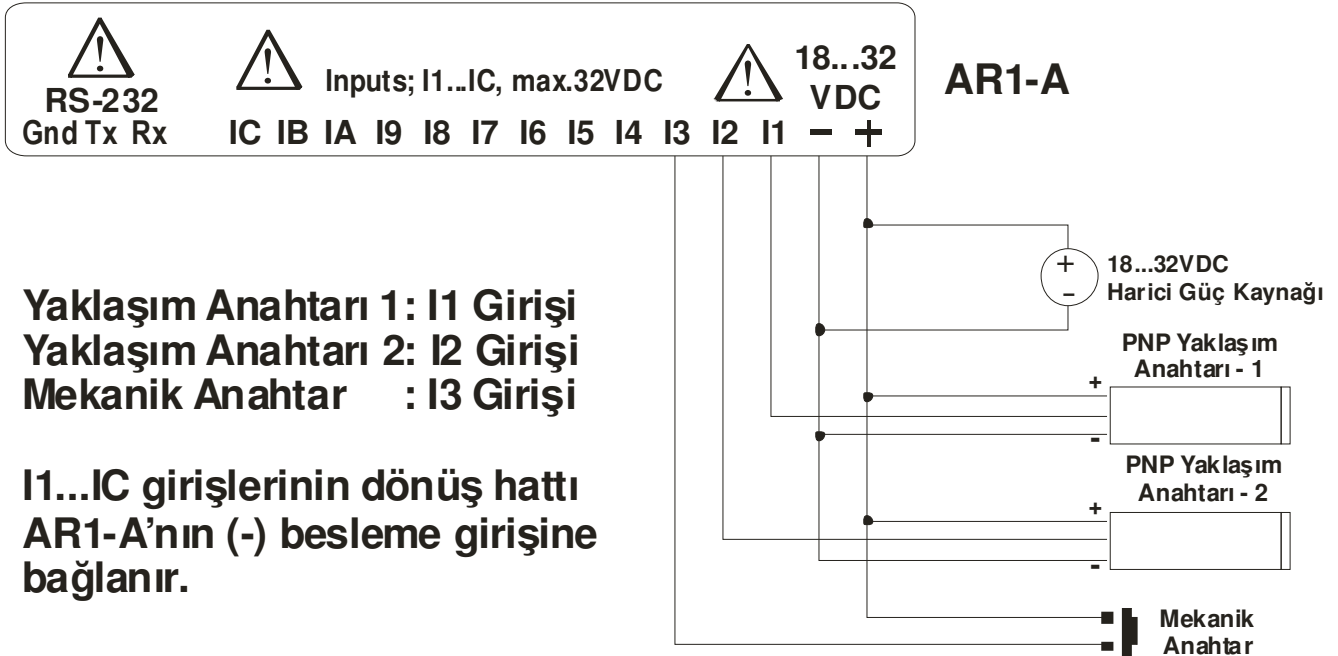 RS-232
Gnd Tx Rx
Inputs; I1...IC, max.32VDC
18...32
VDC
IC IB IA I9 I8 I7 I6 I5 I4 I3 I2 I1 − +
AR1-A
+
-
18...32VDC
Harici Güç Kaynağı
Yaklaşım Anahtarı 1: I1 Girişi
Yaklaşım Anahtarı 2: I2 Girişi
Mekanik Anahtar : I3 Girişi
I1...IC girişlerinin dönüş hattı
AR1-A’nın (-) besleme girişine
bağlanır.
PNP Yaklaşım
Anahtarı - 1
+
-
PNP Yaklaşım
Anahtarı - 2
+
-
Mekanik
Anahtar